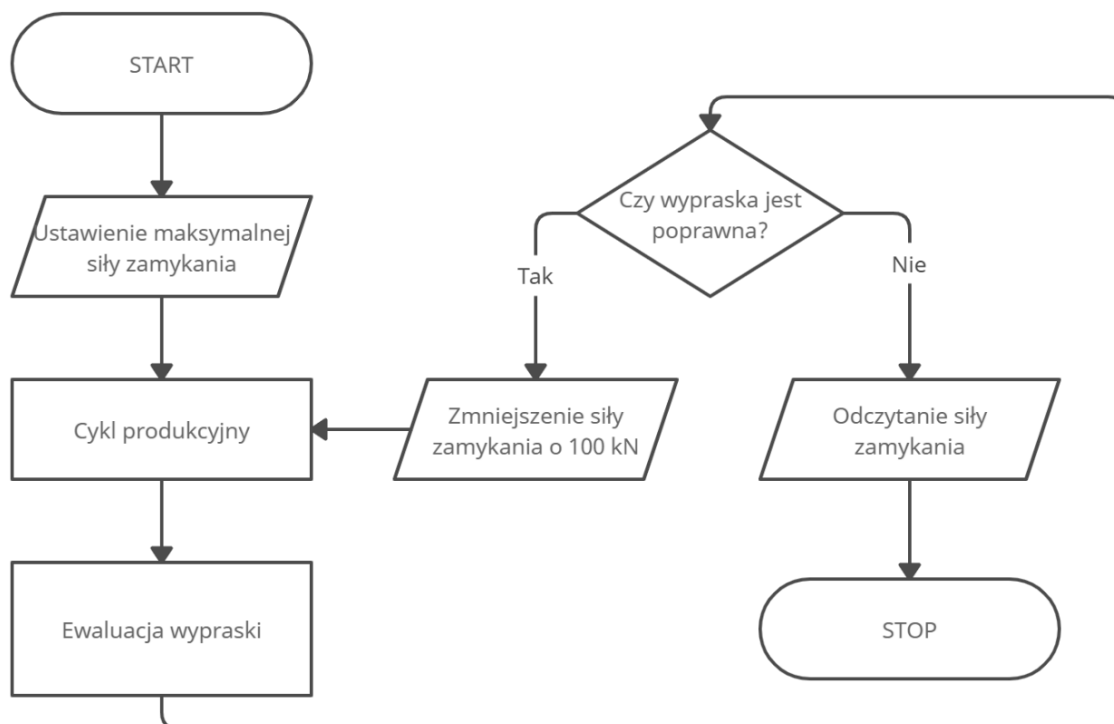 START
Ustawienie maksymalnej
siły zamykania
Cykl produkcyjny
Ewaluacja wypraski
Czy wypraska jest
poprawna?
Tak
Nie
Zmniejszenie siły
zamykania o 100 kN
Odczytanie siły
zamykania
STOP